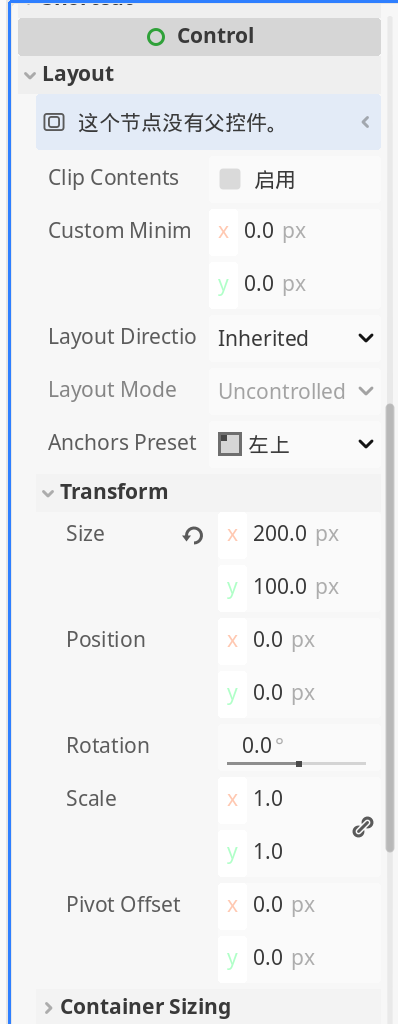 Control
Layout
这个节点没有父控件。
Clip Contents 启用
Custom Minim x 0.0 px
y 0.0 px
Layout Directio Inherited
Layout Mode Uncontrolled
Anchors Preset 左上
Transform
Size x 200.0 px
y 100.0 px
Position x 0.0 px
y 0.0 px
Rotation 0.0 °
Scale x 1.0
y 1.0
Pivot Offset x 0.0 px
y 0.0 px
Container Sizing